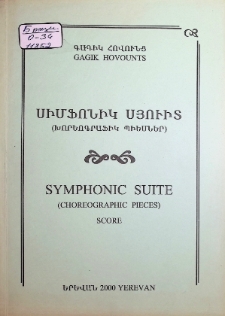 ԳԱԳԻԿ ՀՈՎՈՒՆՑ
GAGIK HOVOUNTS
ՍԻՄՖՈՆԻԿ ՍՅՈՒԻՏ
(ԽՈՐԵՈԳՐԱՖԻԿ ՊԻԵՍՆԵՐ)
SYMPHONIC SUITE
(CHOREOGRAPHIC PIECES)
SCORE
ԵՐԵՎԱՆ 2000 YEREVAN